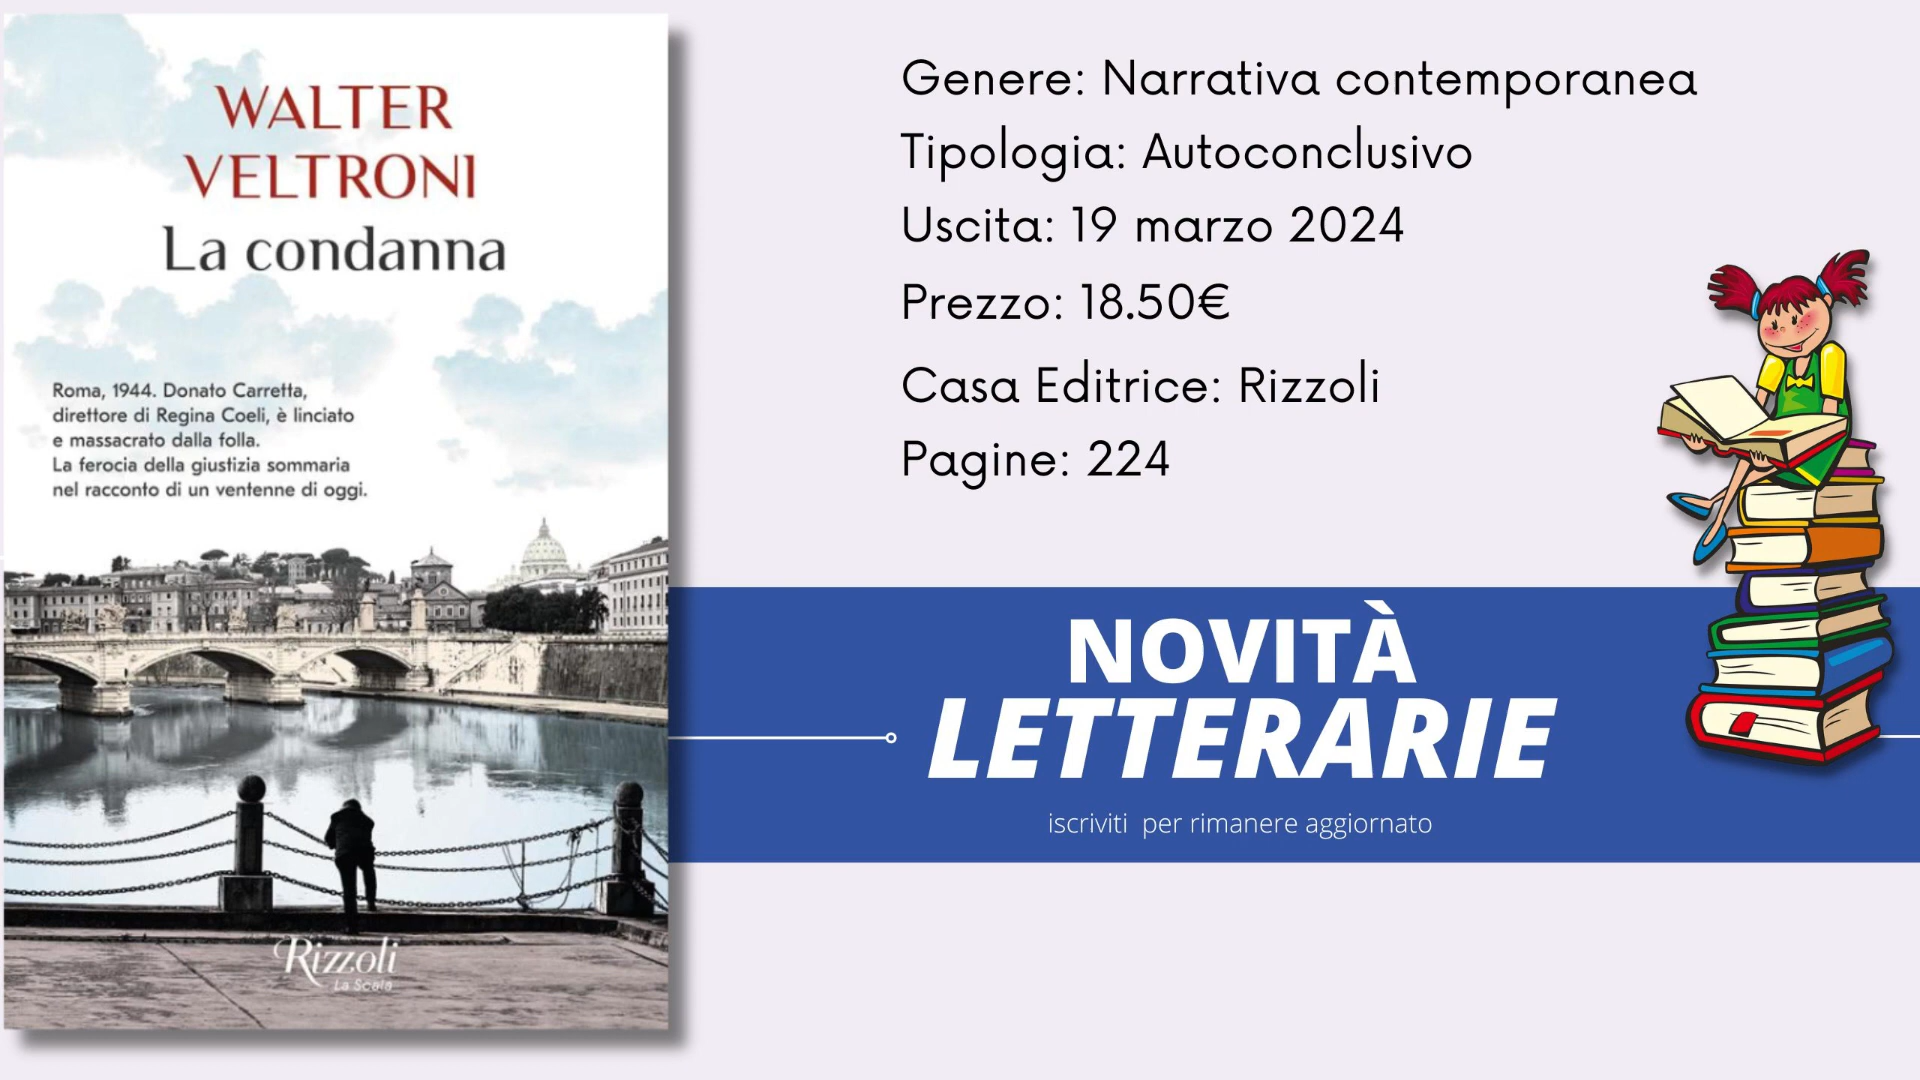 WALTER
VELTRONI
La condanna
Roma, 1944. Donato Carretta,
direttore di Regina Coeli, è linciato
e massacrato dalla folla.
La ferocia della giustizia sommaria
nel racconto di un ventenne di oggi.
Rizzoli
La Scala
Genere: Narrativa contemporanea
Tipologia: Autoconclusivo
Uscita: 19 marzo 2024
Prezzo: 18.50€
Casa Editrice: Rizzoli
Pagine: 224
NOVITÀ
LETTERARIE
iscriviti per rimanere aggiornato